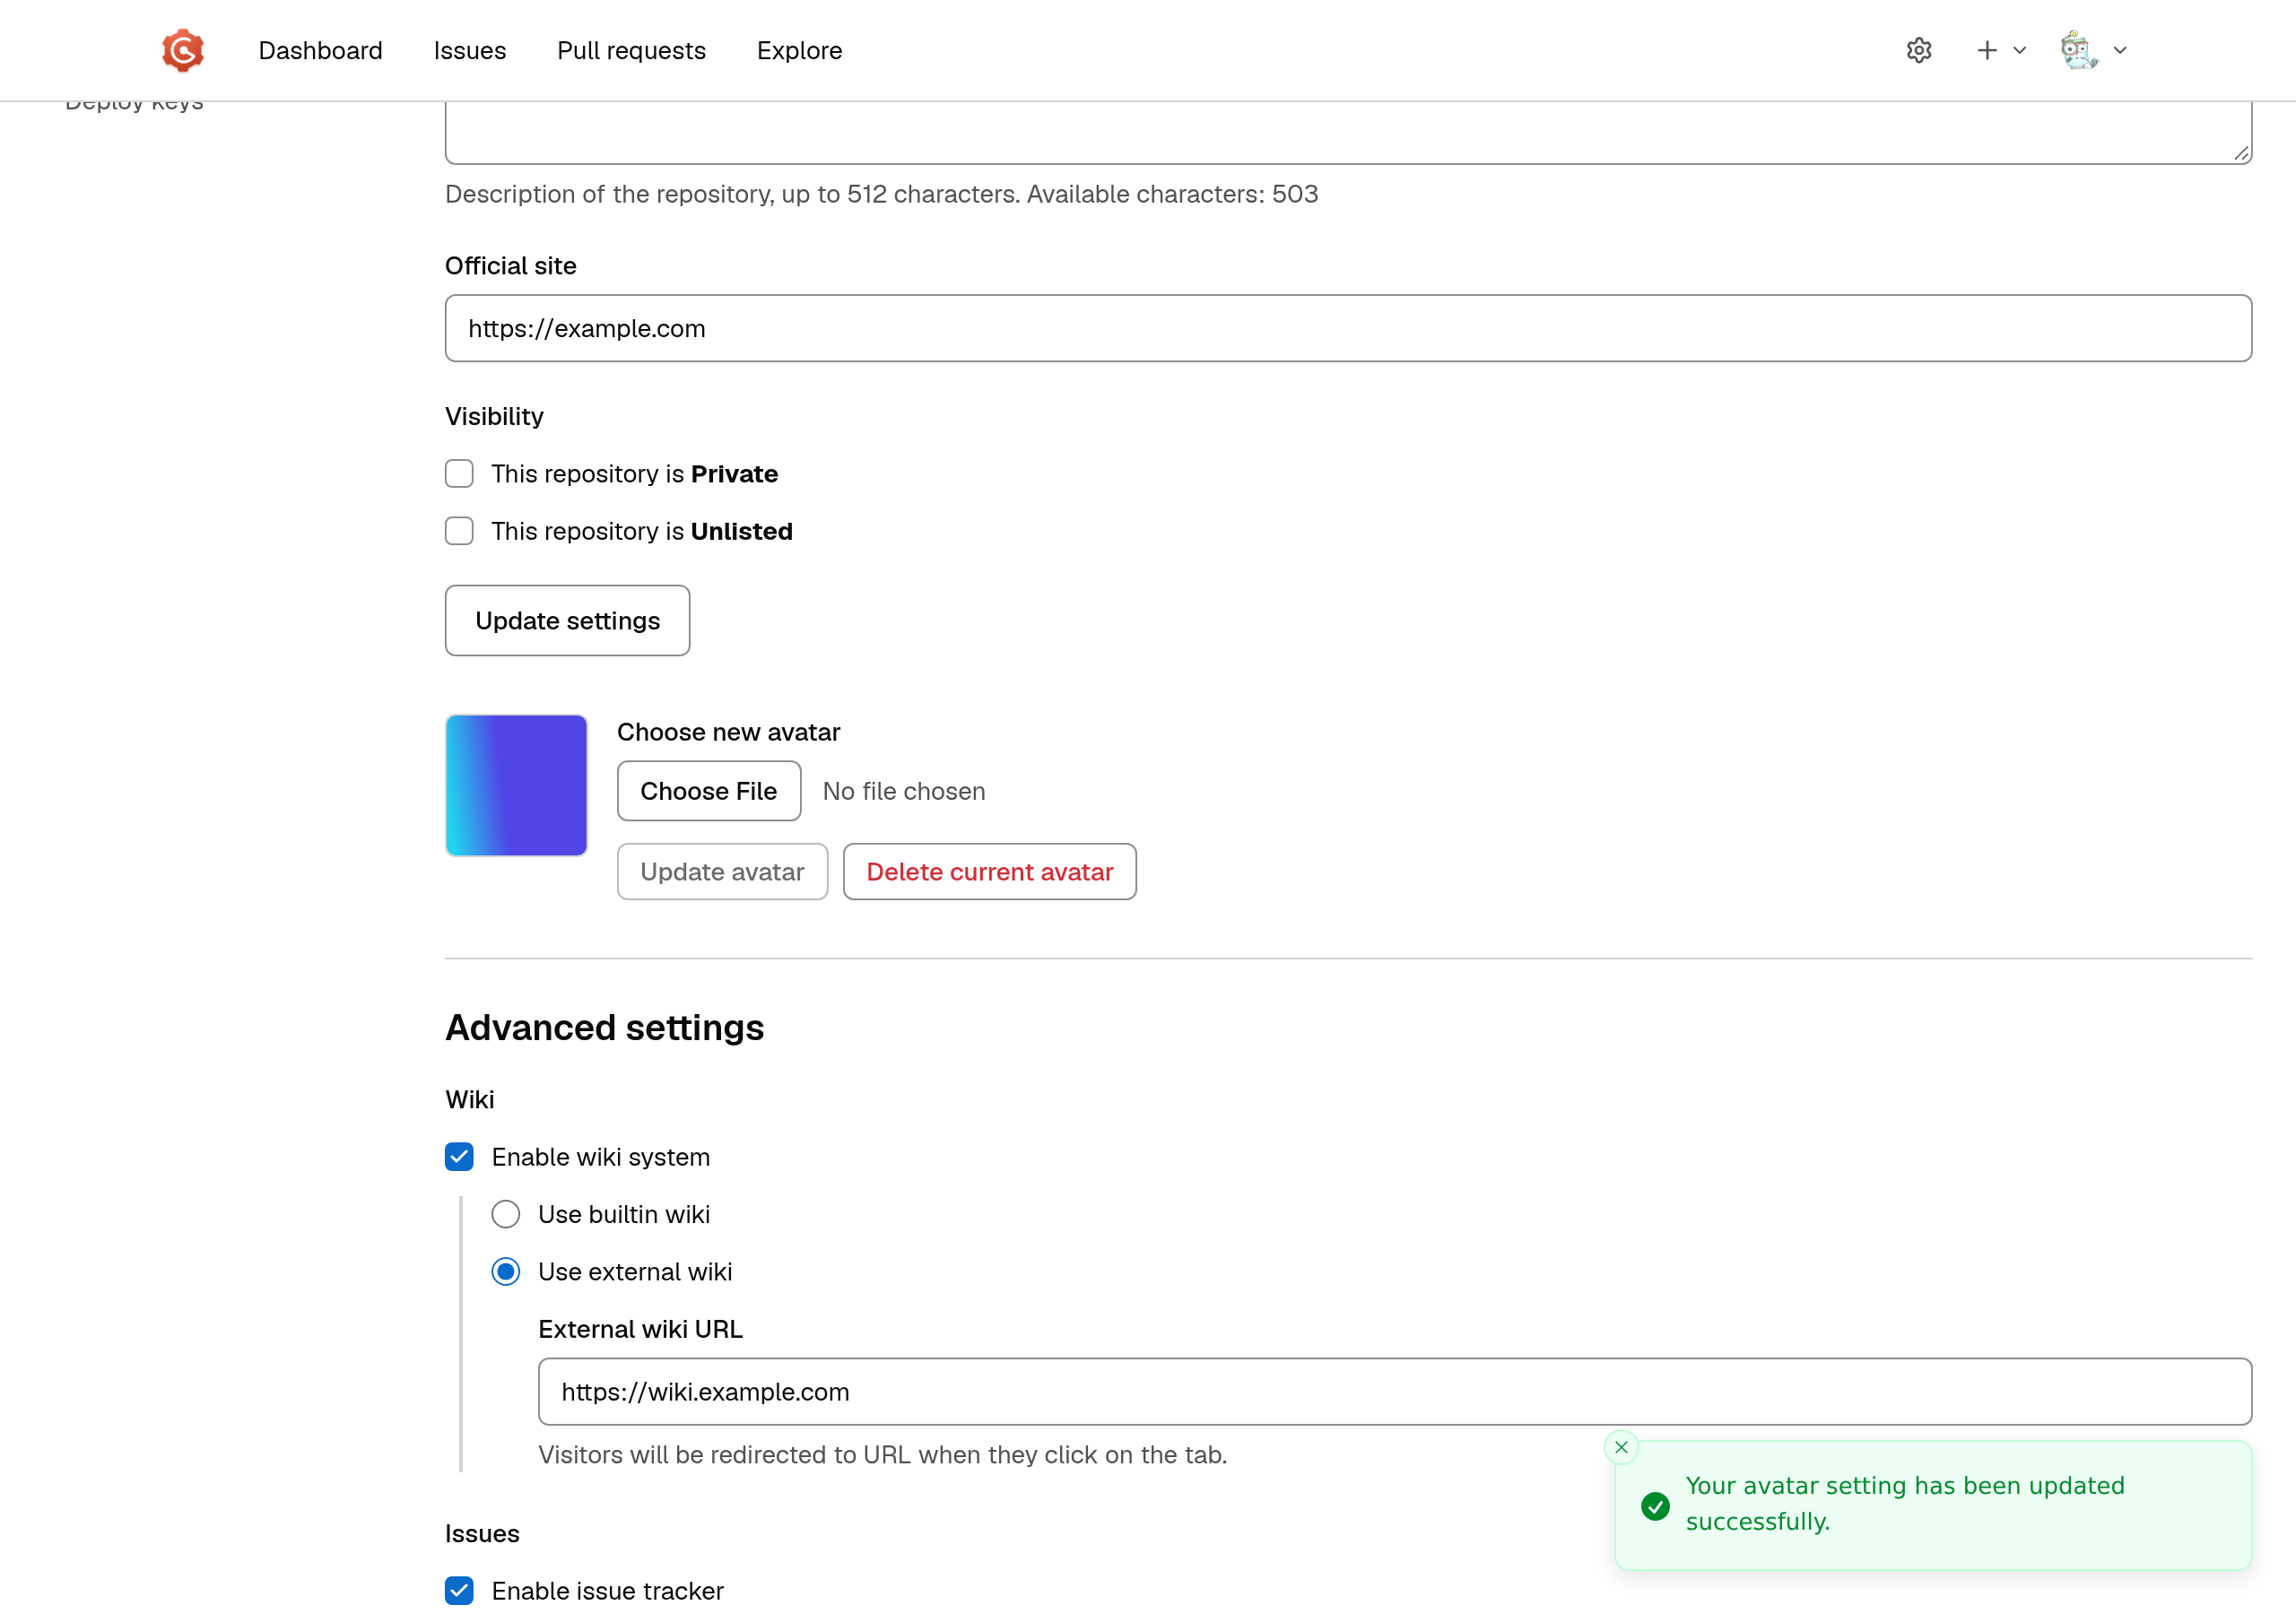 Dashboard Issues Pull requests Explore
Deploy keys
Description of the repository, up to 512 characters. Available characters: 503
Official site
https://example.com
Visibility
This repository is Private
This repository is Unlisted
Update settings
Choose new avatar
Choose File No file chosen
Update avatar Delete current avatar
Advanced settings
Wiki
Enable wiki system
Use builtin wiki
Use external wiki
External wiki URL
https://wiki.example.com
Visitors will be redirected to URL when they click on the tab.
Your avatar setting has been updated
successfully.
Issues
Enable issue tracker